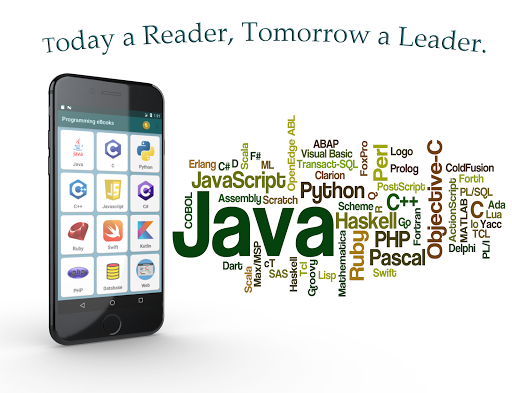 Today a Reader, Tomorrow a Leader.
Programming eBooks
Java
C
Python
C++
Javascript
C#
Ruby
Swift
Kotlin
PHP
Database
Web
Erlang
C#
D
Scala
F#
ML
OpenEdge ABL
ABAP
Visual Basic
Transact-SQL
Clarion
FoxPro
Perl
Logo
Prolog
Objective-C
ColdFusion
Forth
PL/SQL
ActionScript
JavaScript
Assembly
Scratch
Python
Q
PostScript
C++
COBOL
Java
Scheme
R
Haskell
Go
Fortran
MATLAB
C
Ada
Lua
Io
Yacc
TCL
PL/I
Delphi
Ruby
PHP
Pascal
Swift
Mathematica
Lisp
Groovy
Tcl
Haskell
SAS
cT
Max/MSP
Scala
Dart